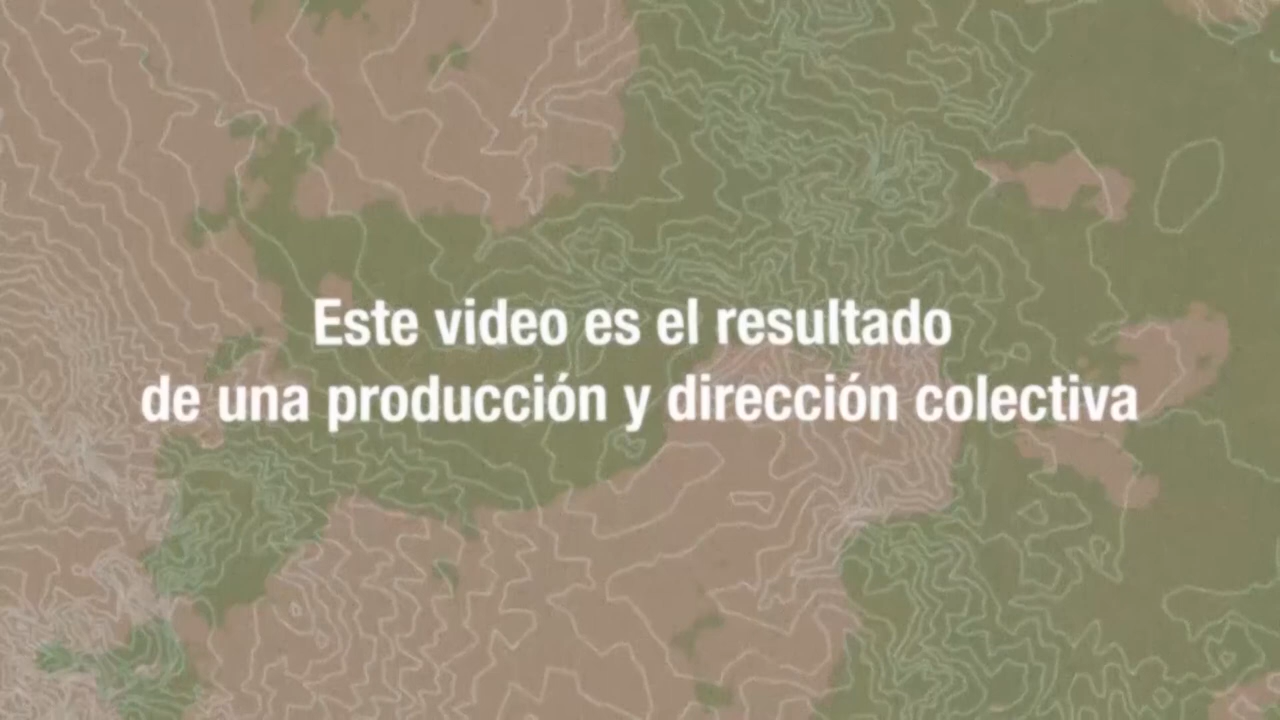 Este video es el resultado
de una producción y dirección colectiva